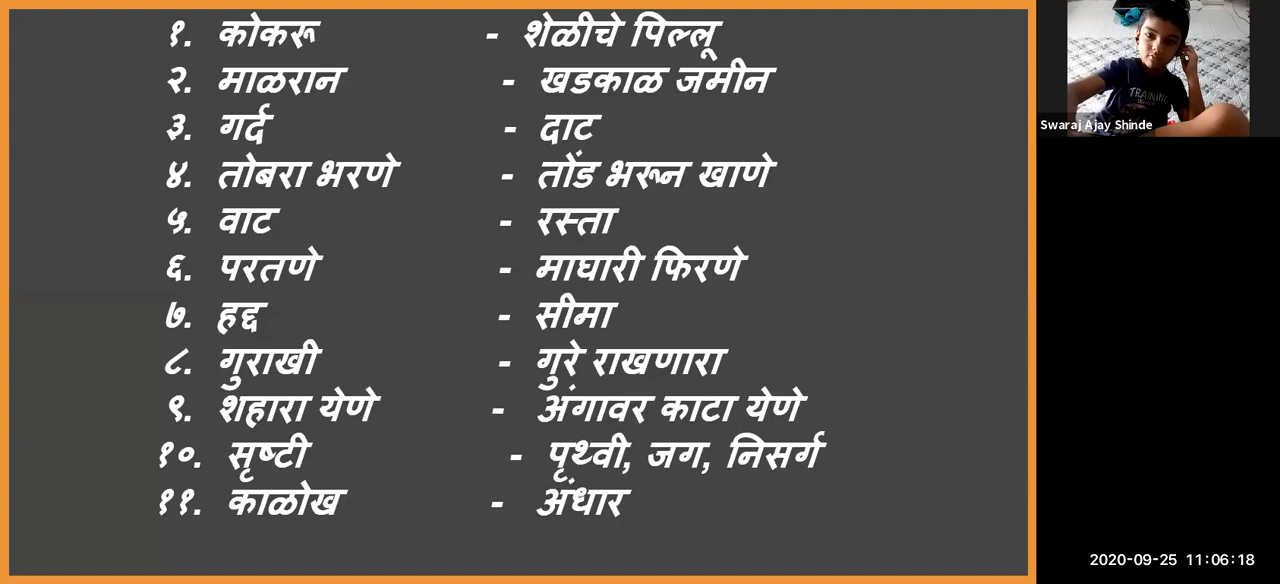 १. कोकरू - शेळीचे पिल्लू
२. माळरान - खडकाळ जमीन
३. गर्द - दाट
४. तोबरा भरणे - तोंड भरून खाणे
५. वाट - रस्ता
६. परतणे - माघारी फिरणे
७. हद्द - सीमा
८. गुराखी - गुरे राखणारा
९. शहारा येणे - अंगावर काटा येणे
१०. सृष्टी - पृथ्वी, जग, निसर्ग
११. काळोख - अंधार
TRAINING
Swaraj Ajay Shinde
2020-09-25 11:06:18